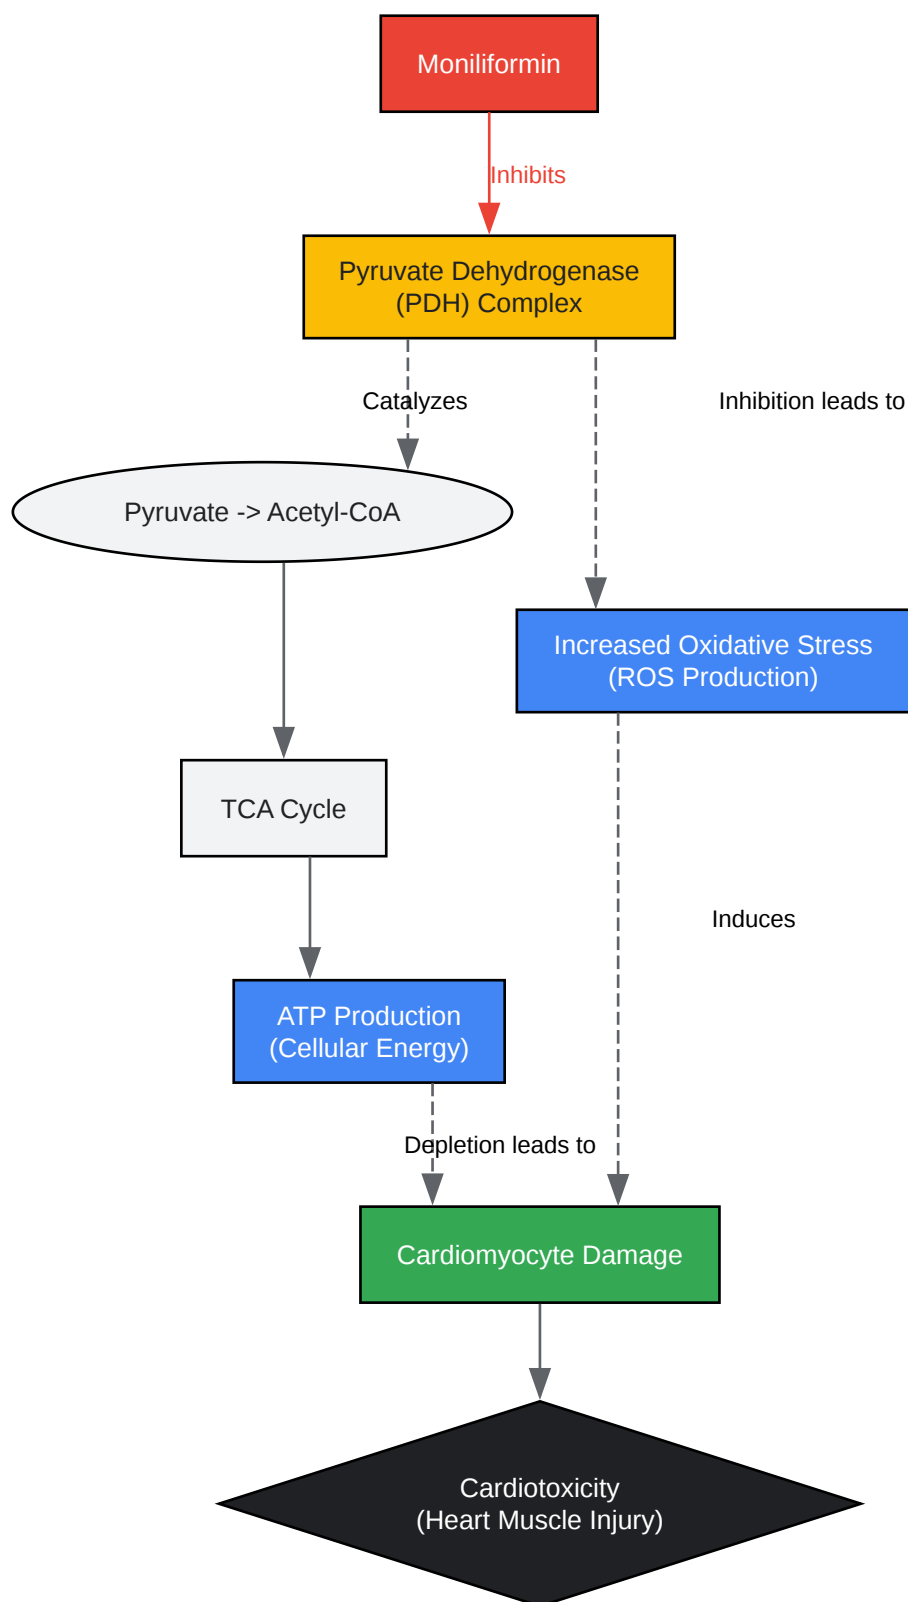 Moniliformin
Inhibits
Pyruvate Dehydrogenase
(PDH) Complex
Catalyzes
Inhibition leads to
Pyruvate -> Acetyl-CoA
Increased Oxidative Stress
(ROS Production)
TCA Cycle
Induces
ATP Production
(Cellular Energy)
Depletion leads to
Cardiomyocyte Damage
Cardiotoxicity
(Heart Muscle Injury)